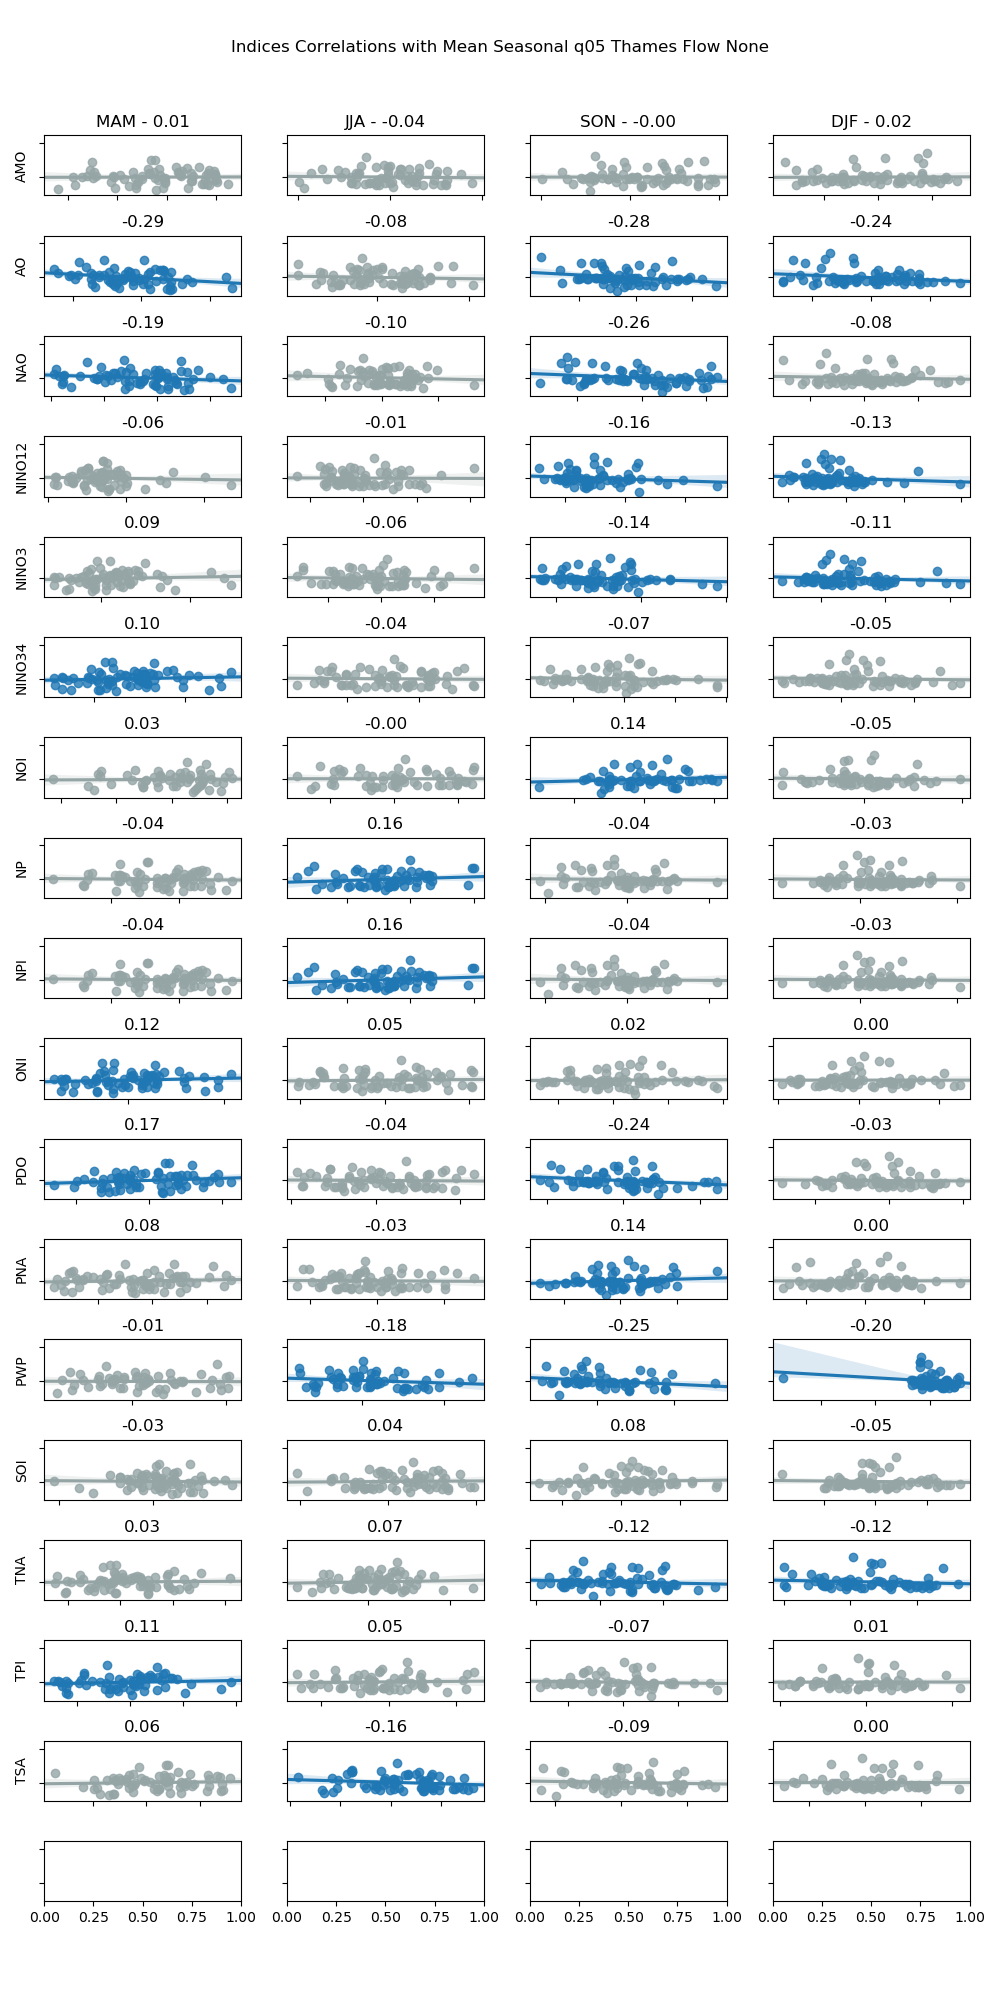 Indices Correlations with Mean Seasonal q05 Thames Flow None
MAM - 0.01 JJA - -0.04 SON - -0.00 DJF - 0.02
AMO
-0.29 -0.08 -0.28 -0.24
AO
-0.19 -0.10 -0.26 -0.08
NAO
-0.06 -0.01 -0.16 -0.13
NINO12
0.09 -0.06 -0.14 -0.11
NINO3
0.10 -0.04 -0.07 -0.05
NINO34
0.03 -0.00 0.14 -0.05
NOI
-0.04 0.16 -0.04 -0.03
NP
-0.04 0.16 -0.04 -0.03
NPI
0.12 0.05 0.02 0.00
ONI
0.17 -0.04 -0.24 -0.03
PDO
0.08 -0.03 0.14 0.00
PNA
-0.01 -0.18 -0.25 -0.20
PWP
-0.03 0.04 0.08 -0.05
SOI
0.03 0.07 -0.12 -0.12
TNA
0.11 0.05 -0.07 0.01
TPI
0.06 -0.16 -0.09 0.00
TSA
0.00 0.25 0.50 0.75 1.00 0.00 0.25 0.50 0.75 1.00 0.00 0.25 0.50 0.75 1.00 0.00 0.25 0.50 0.75 1.00